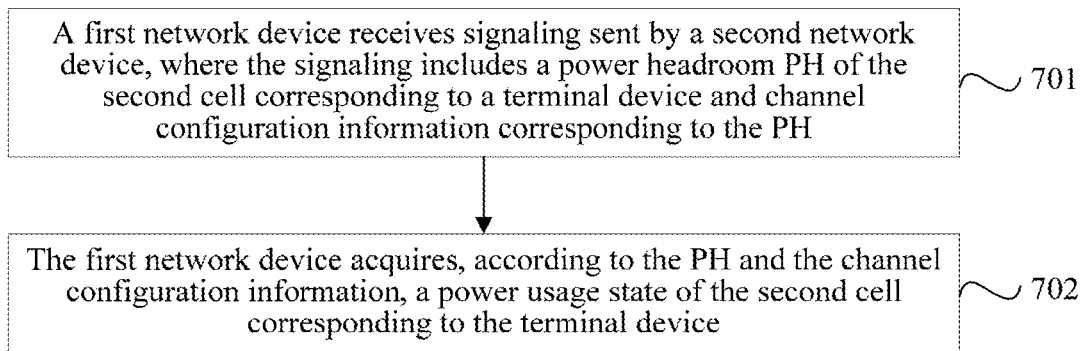 A first network device receives signaling sent by a second network
device, where the signaling includes a power headroom PH of the
second cell corresponding to a terminal device and channel
configuration information corresponding to the PH
701
The first network device acquires, according to the PH and the channel
configuration information, a power usage state of the second cell
corresponding to the terminal device
702